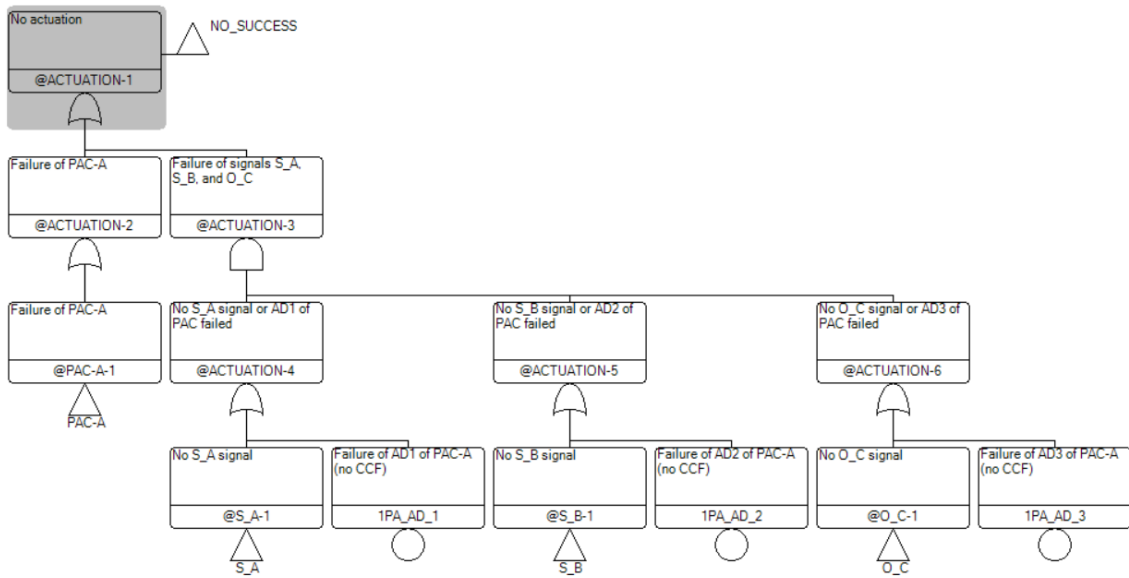 No actuation
NO_SUCCESS
@ACTUATION-1
Failure of PAC-A
@ACTUATION-2
Failure of signals S_A,
S_B, and O_C
@ACTUATION-3
Failure of PAC-A
@PAC-A-1
PAC-A
No S_A signal or AD1 of
PAC failed
@ACTUATION-4
No S_B signal or AD2 of
PAC failed
@ACTUATION-5
No O_C signal or AD3 of
PAC failed
@ACTUATION-6
No S_A signal
@S_A-1
S_A
Failure of AD1 of PAC-A
(no CCF)
1PA_AD_1
No S_B signal
@S_B-1
S_B
Failure of AD2 of PAC-A
(no CCF)
1PA_AD_2
No O_C signal
@O_C-1
O_C
Failure of AD3 of PAC-A
(no CCF)
1PA_AD_3